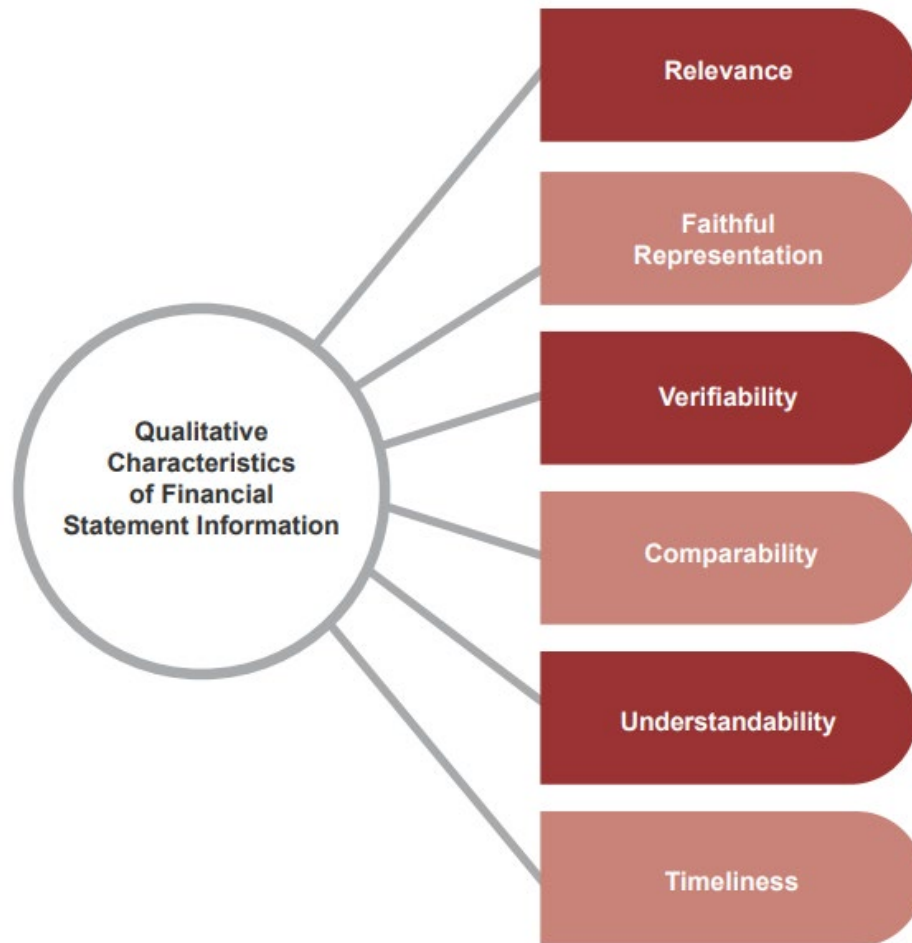 Relevance
Faithful
Representation
Verifiability
Qualitative
Characteristics
of Financial
Statement Information
Comparability
Understandability
Timeliness